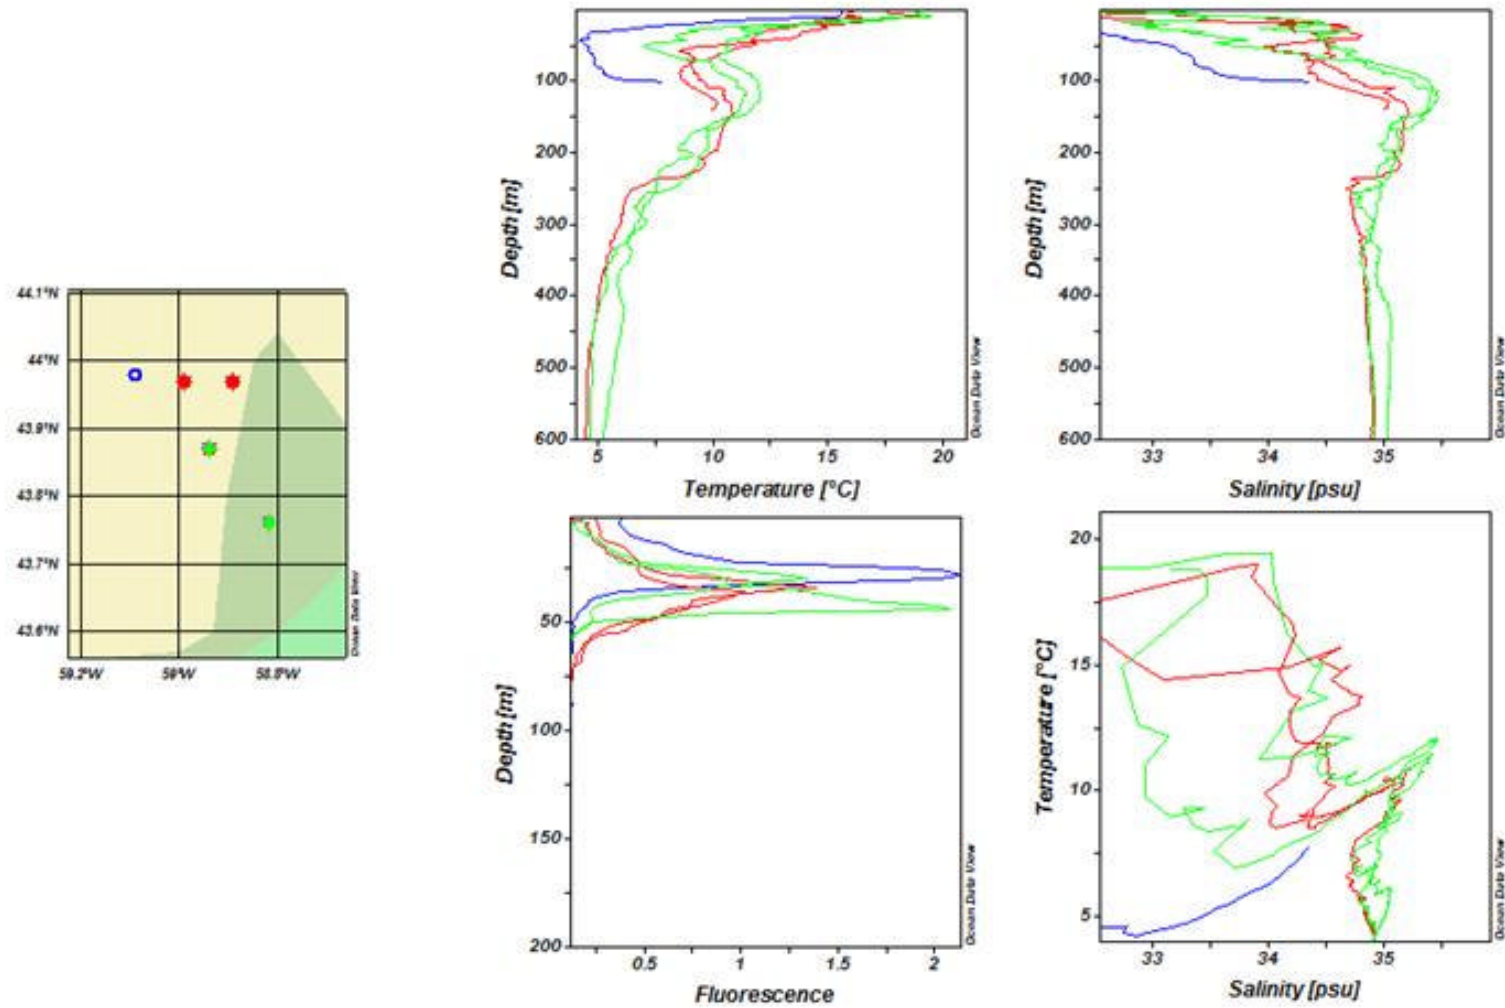 44.1°N
44°N
43.9°N
43.8°N
43.7°N
43.6°N
59.2°W
59°W
58.8°W
Ocean Data View
100
200
300
400
500
600
Depth [m]
5
10
15
20
Temperature [°C]
Ocean Data View
100
200
300
400
500
600
Depth [m]
33
34
35
Salinity [psu]
Ocean Data View
50
100
150
200
Depth [m]
0.5
1
1.5
2
Fluorescence
Ocean Data View
20
15
10
5
Temperature [°C]
33
34
35
Salinity [psu]
Ocean Data View